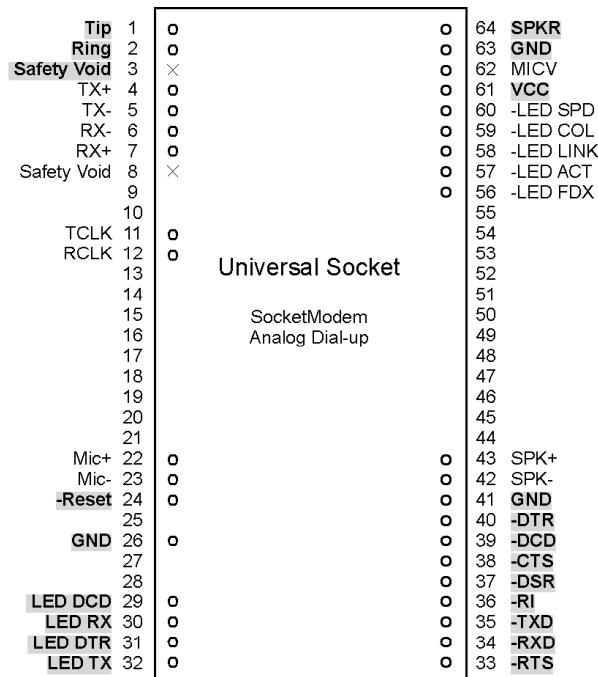 Tip 1 64 SPKR
Ring 2 63 GND
Safety Void 3 62 MICV
TX+ 4 61 VCC
TX- 5 60 -LED SPD
RX- 6 59 -LED COL
RX+ 7 58 -LED LINK
Safety Void 8 57 -LED ACT
9 56 -LED FDX
10 55
TCLK 11 54
RCLK 12 53
Universal Socket
13 52
14 51
15 50
SocketModem
16 49
Analog Dial-up
17 48
18 47
19 46
20 45
21 44
Mic+ 22 43 SPK+
Mic- 23 42 SPK-
-Reset 24 41 GND
25 40 -DTR
GND 26 39 -DCD
27 38 -CTS
28 37 -DSR
LED DCD 29 36 -RI
LED RX 30 35 -TXD
LED DTR 31 34 -RXD
LED TX 32 33 -RTS